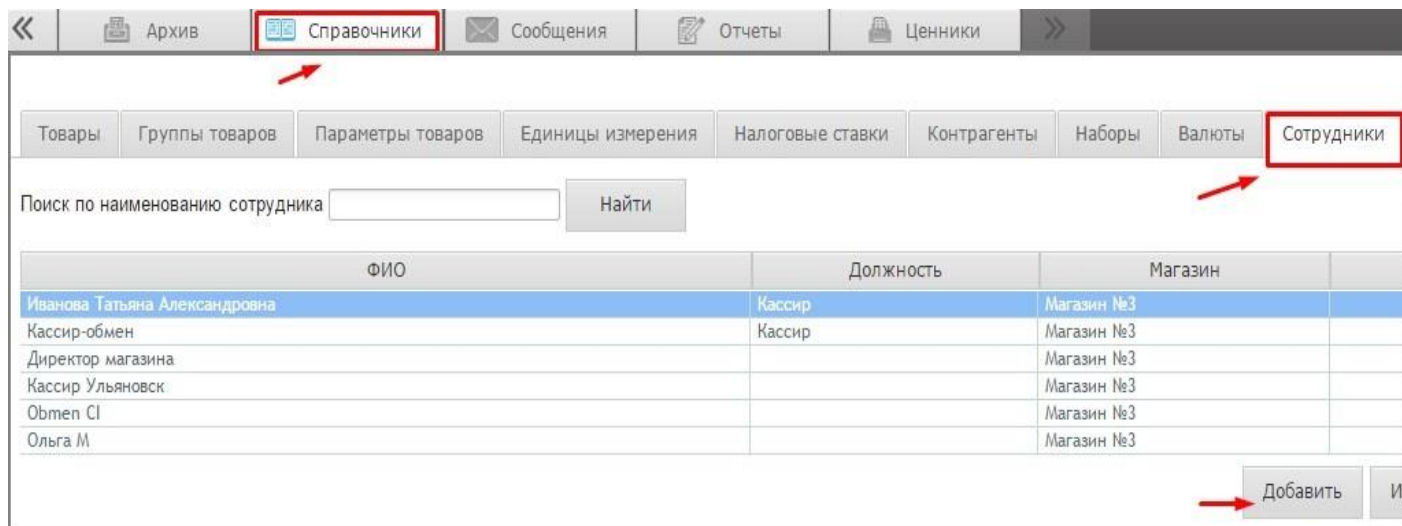 Архив Справочники Сообщения Отчеты Ценники
Товары Группы товаров Параметры товаров Единицы измерения Налоговые ставки Контрагенты Наборы Валюты Сотрудники
Поиск по наименованию сотрудника Найти
ФИО Должность Магазин
Иванова Татьяна Александровна Кассир Магазин №3
Кассир-обмен Кассир Магазин №3
Директор магазина Магазин №3
Кассир Ульяновск Магазин №3
Obmen CI Магазин №3
Ольга М Магазин №3
Добавить